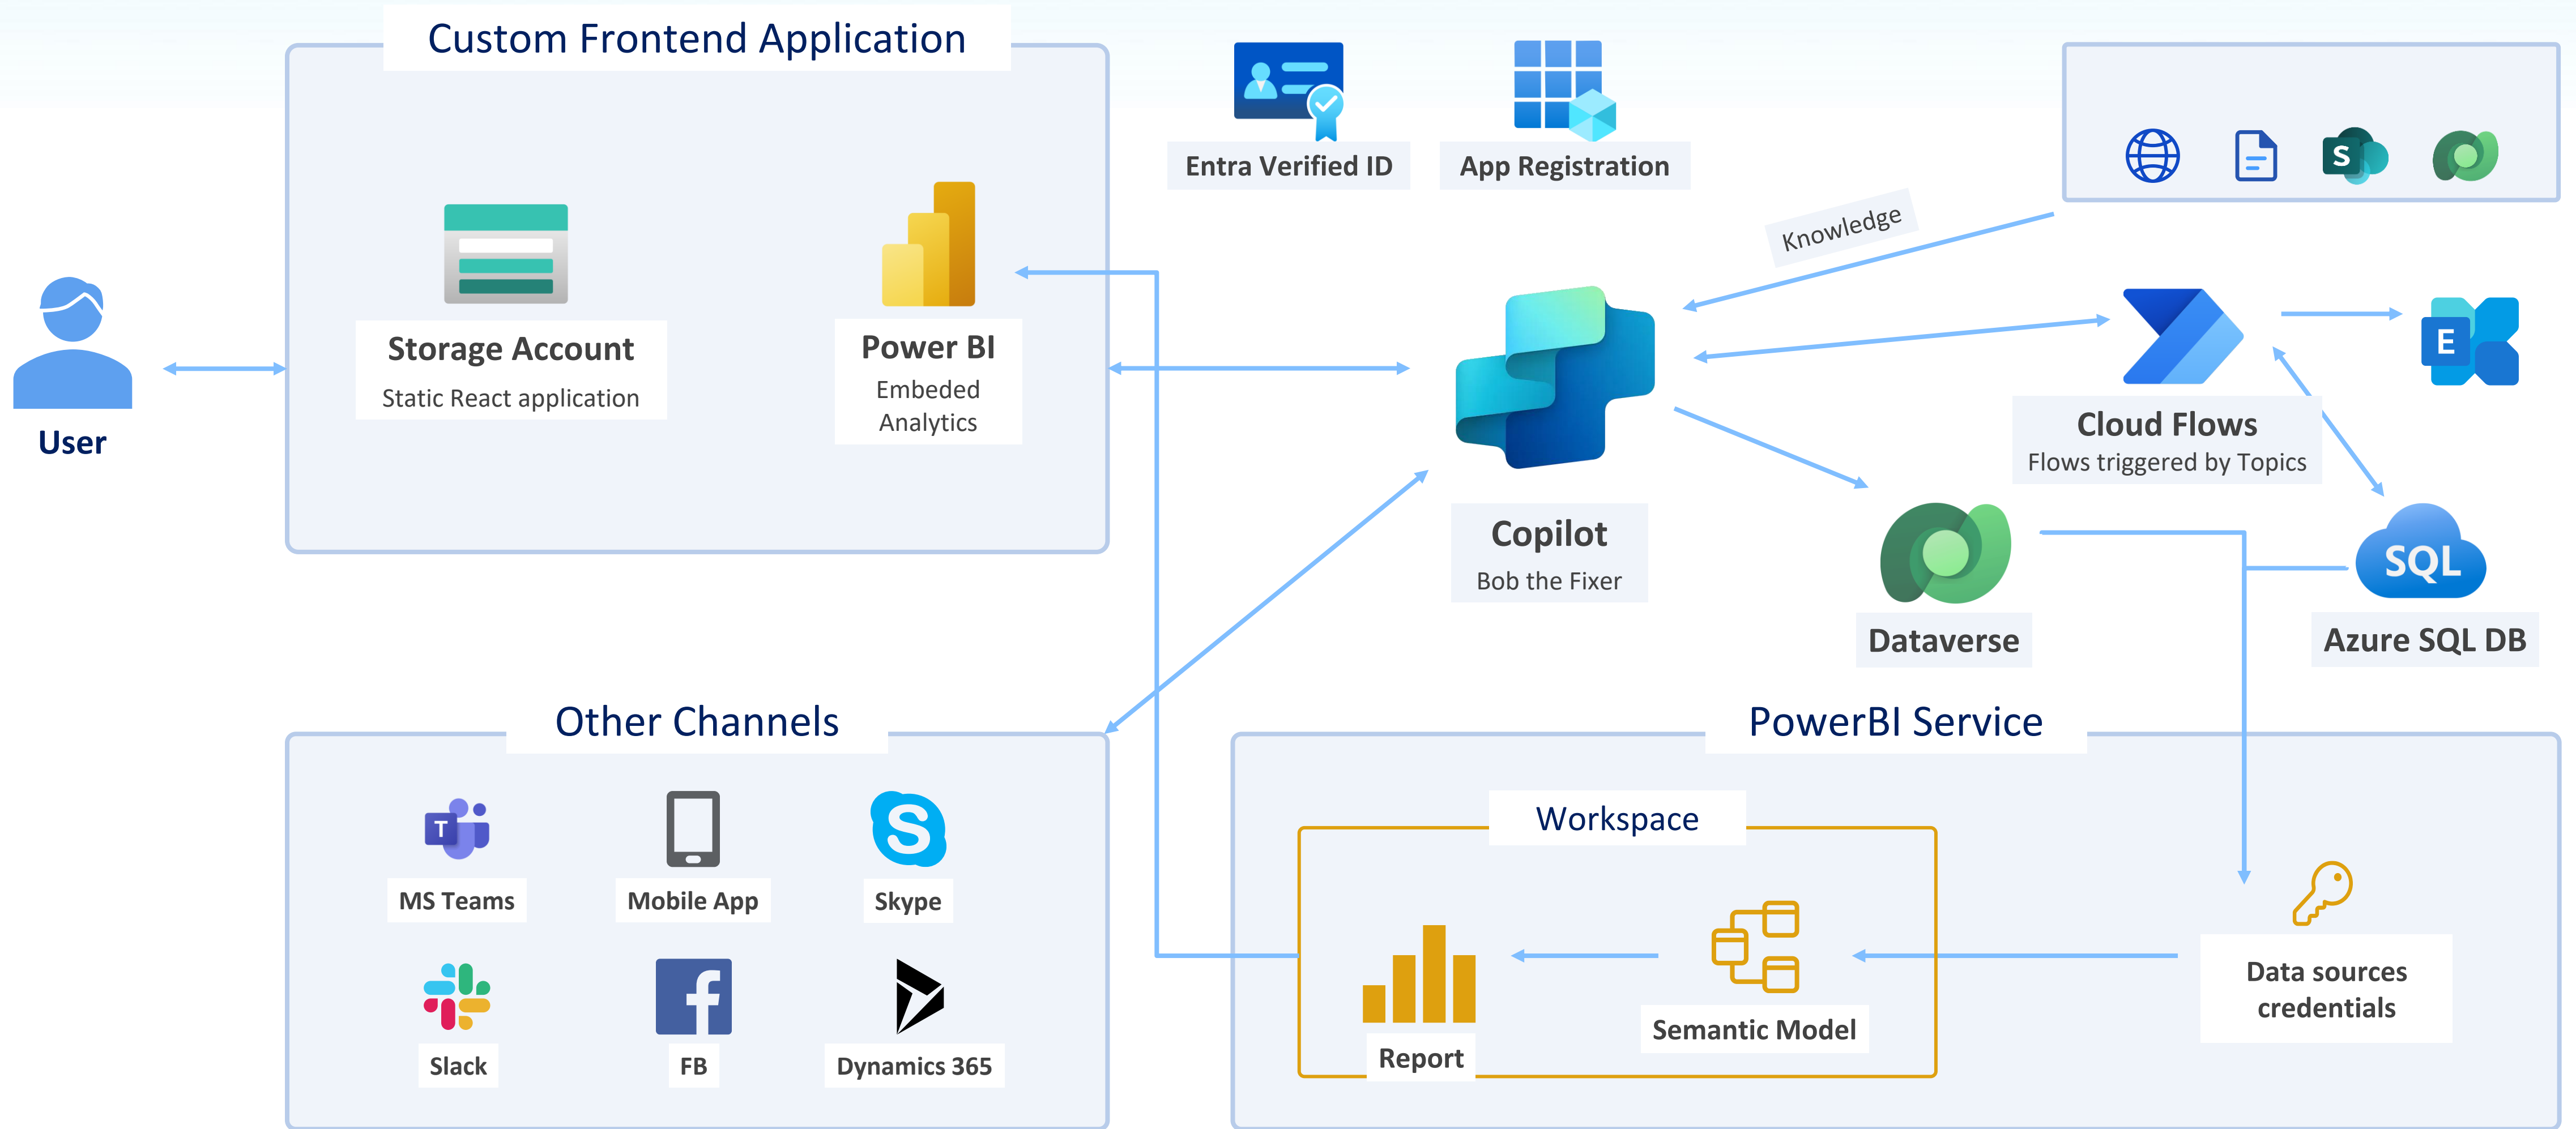 Custom Frontend Application
Storage Account
Static React application
Power BI
Embeded
Analytics
User
Entra Verified ID
App Registration
S
Knowledge
Copilot
Bob the Fixer
Cloud Flows
Flows triggered by Topics
E
Dataverse
SQL
Azure SQL DB
Other Channels
T
MS Teams
Mobile App
S
Skype
Slack
f
FB
Dynamics 365
PowerBI Service
Workspace
Report
Semantic Model
Data sources
credentials